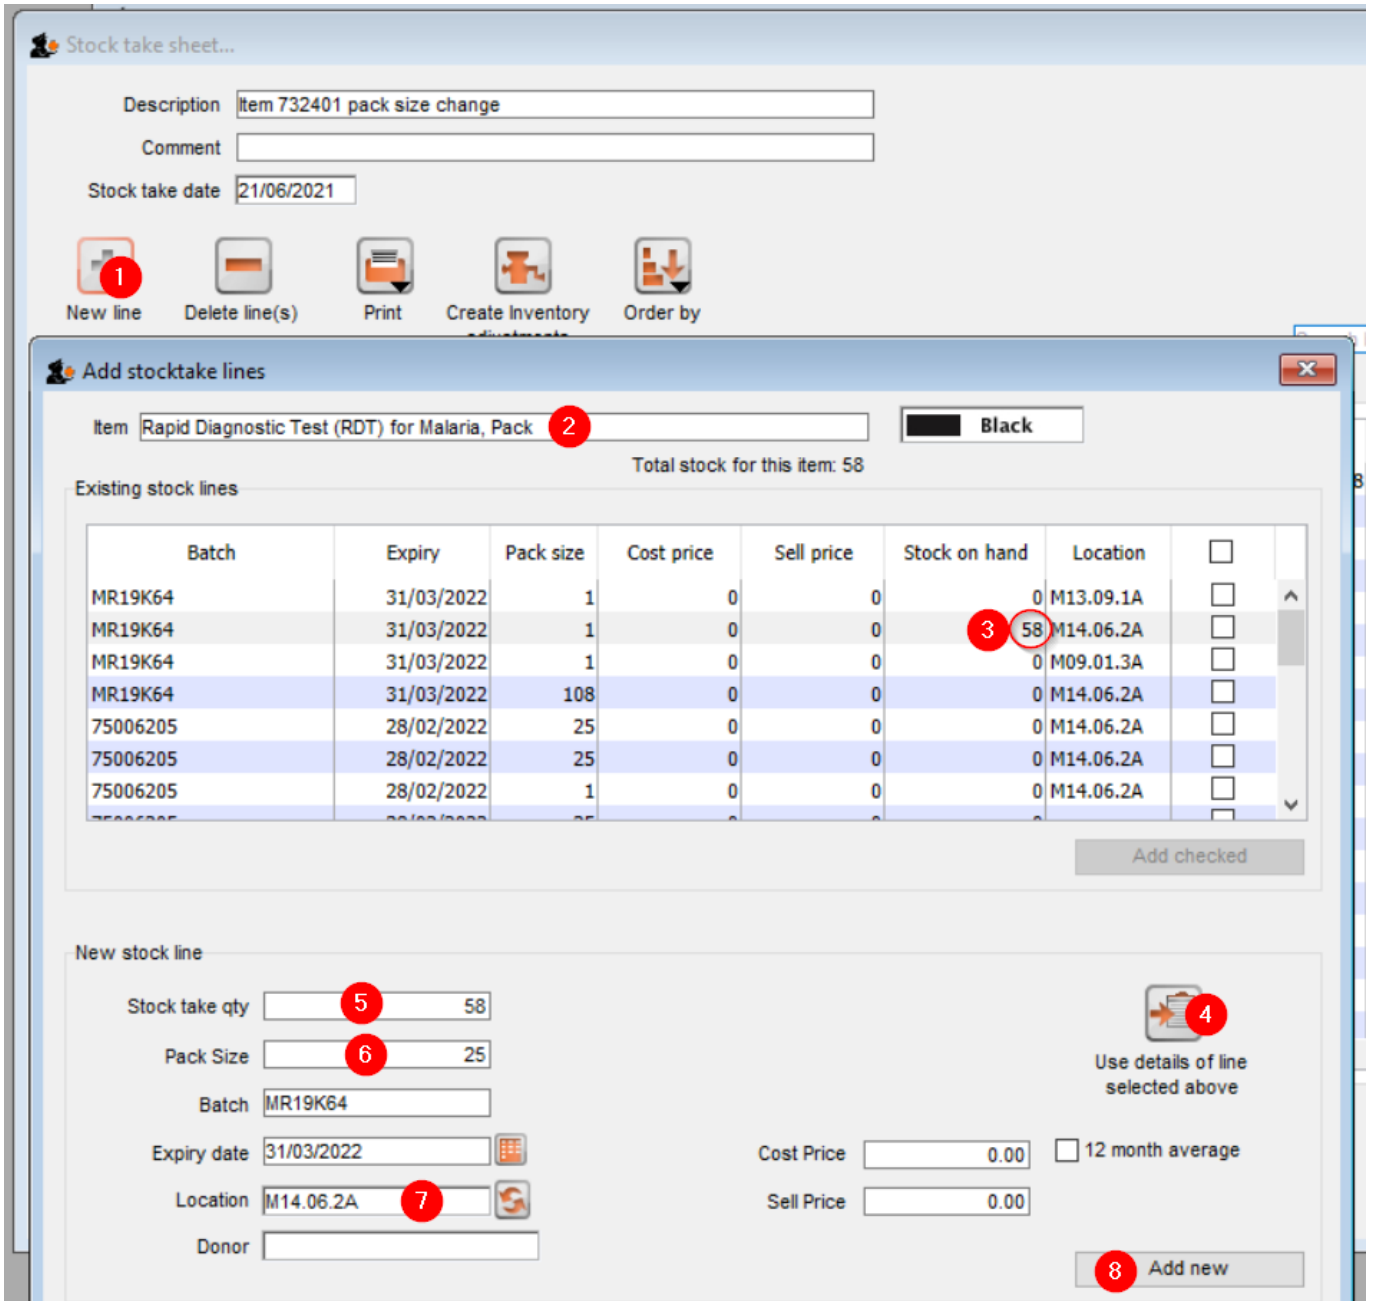 Stock take sheet...
Description Item 732401 pack size change
Comment
Stock take date 21/06/2021
1
New line Delete line(s) Print Create Inventory Order by
Add stocktake lines
Item Rapid Diagnostic Test (RDT) for Malaria, Pack 2 Black
Total stock for this item: 58
Existing stock lines
Batch Expiry Pack size Cost price Sell price Stock on hand Location
MR19K64 31/03/2022 1 0 0 0 M13.09.1A
MR19K64 31/03/2022 1 0 0 3 58 M14.06.2A
MR19K64 31/03/2022 1 0 0 0 M09.01.3A
MR19K64 31/03/2022 108 0 0 0 M14.06.2A
75006205 28/02/2022 25 0 0 0 M14.06.2A
75006205 28/02/2022 25 0 0 0 M14.06.2A
75006205 28/02/2022 1 0 0 0 M14.06.2A
Add checked
New stock line
Stock take qty 5 58
4
Pack Size 6 25
Use details of line
selected above
Batch MR19K64
Expiry date 31/03/2022 Cost Price 0.00 12 month average
Location M14.06.2A 7 Sell Price 0.00
Donor
8 Add new